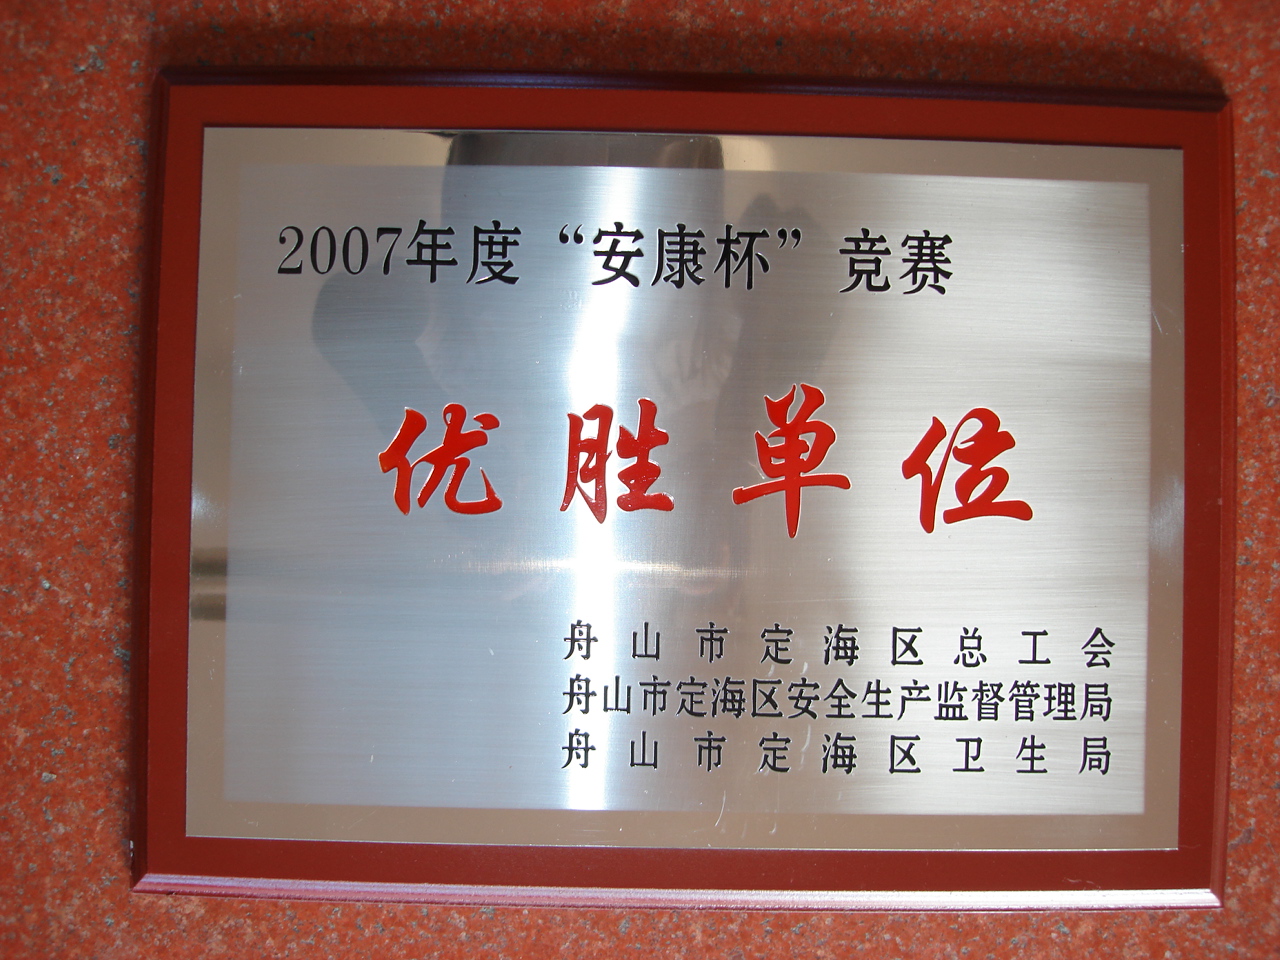 2007年度“安康杯”竞赛
优胜单位
舟山市定海区总工会
舟山市定海区安全生产监督管理局
舟山市定海区卫生局